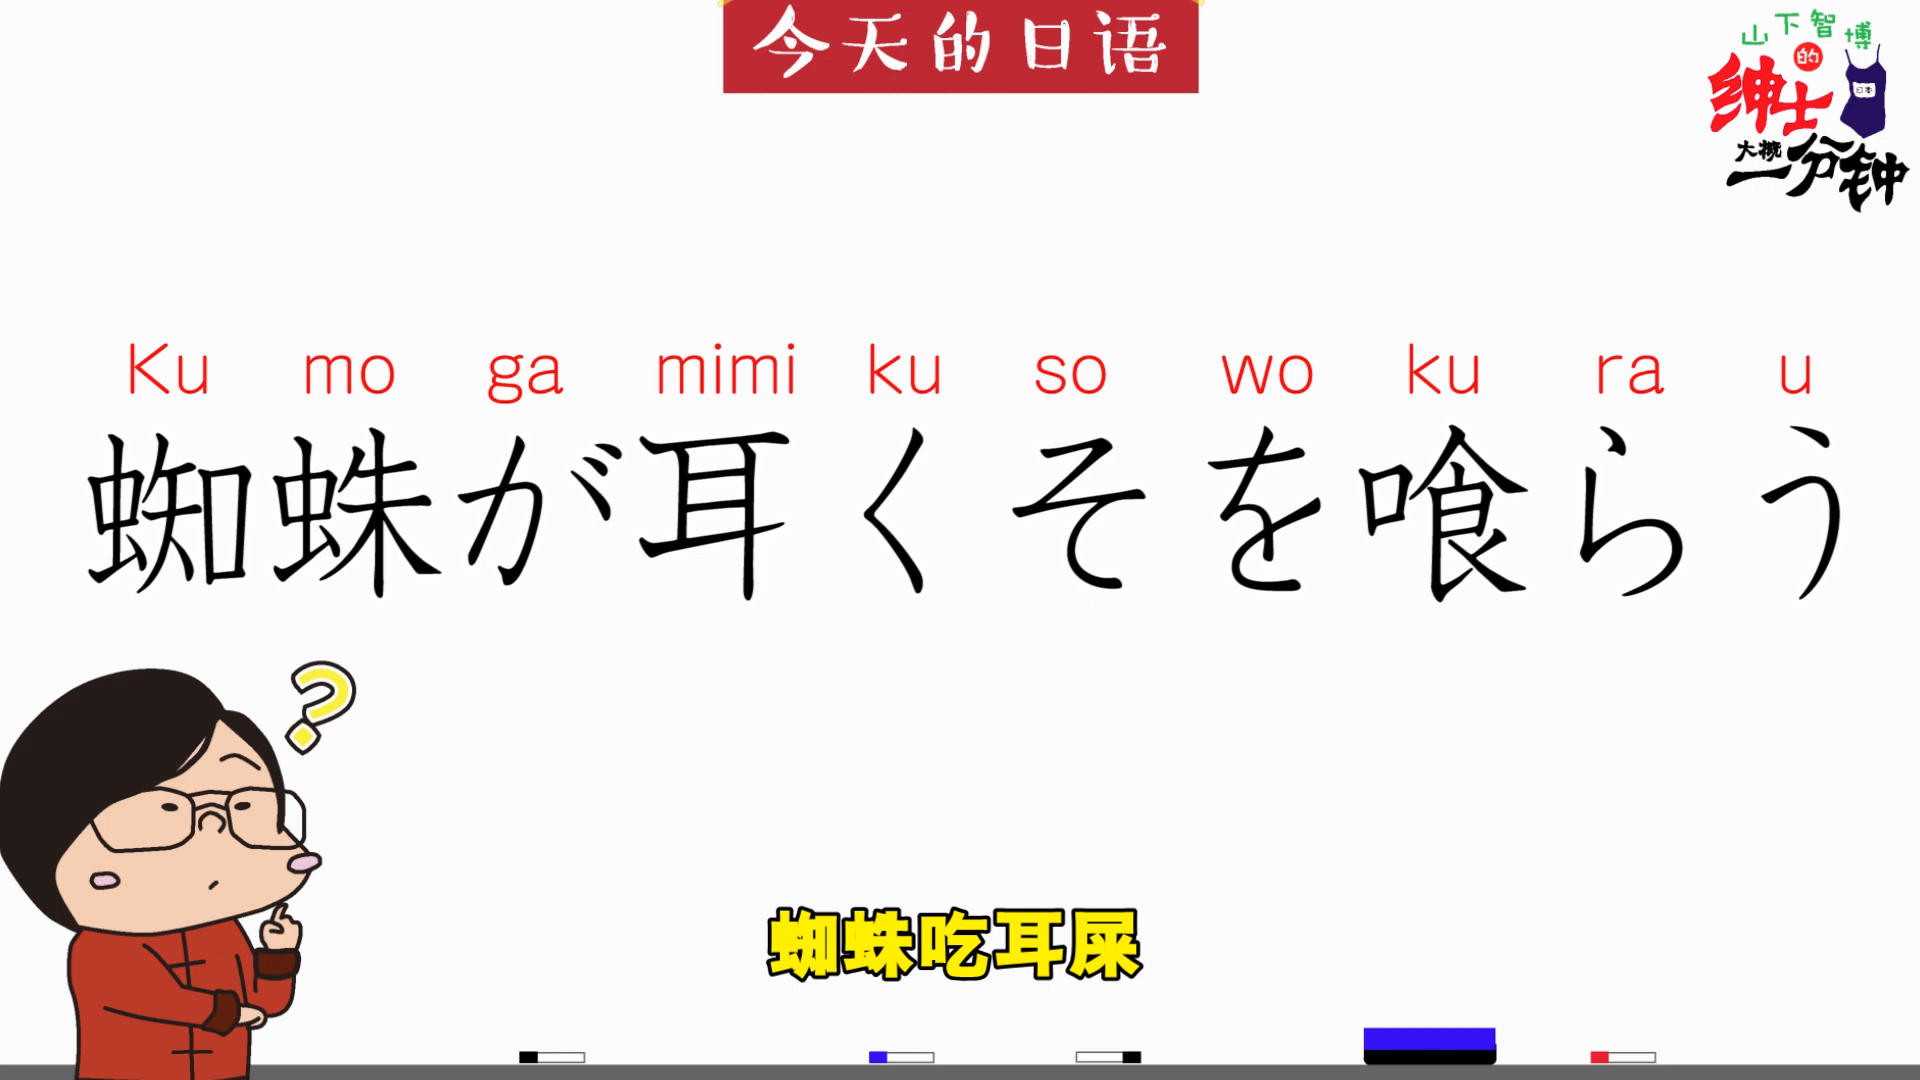 今天的日语
山下智博
的
绅士
日本
大概
一分钟
Ku mo ga mimi ku so wo ku ra u
蜘蛛が耳くそを喰らう
蜘蛛吃耳屎